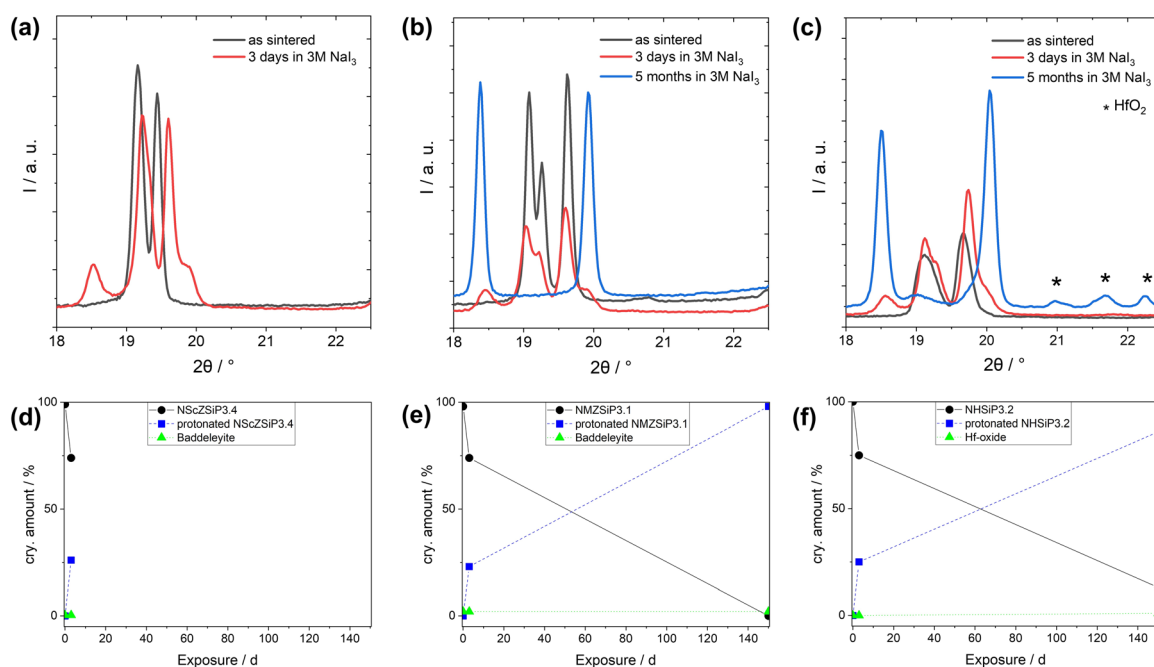 (a)
as sintered
3 days in 3M NaI₃
I / a. u.
18 19 20 21 22
2θ / °
(b)
as sintered
3 days in 3M NaI₃
5 months in 3M NaI₃
I / a. u.
18 19 20 21 22
2θ / °
(c)
as sintered
3 days in 3M NaI₃
5 months in 3M NaI₃
* HfO₂
* * *
I / a. u.
18 19 20 21 22
2θ / °
(d)
NScZSiP3.4
protonated NScZSiP3.4
Baddeleyite
cry. amount / %
100
50
0
0 20 40 60 80 100 120 140
Exposure / d
(e)
NMZSiP3.1
protonated NMZSiP3.1
Baddeleyite
cry. amount / %
100
50
0
0 20 40 60 80 100 120 140
Exposure / d
(f)
NHSiP3.2
protonated NHSiP3.2
Hf-oxide
cry. amount / %
100
50
0
0 20 40 60 80 100 120 140
Exposure / d